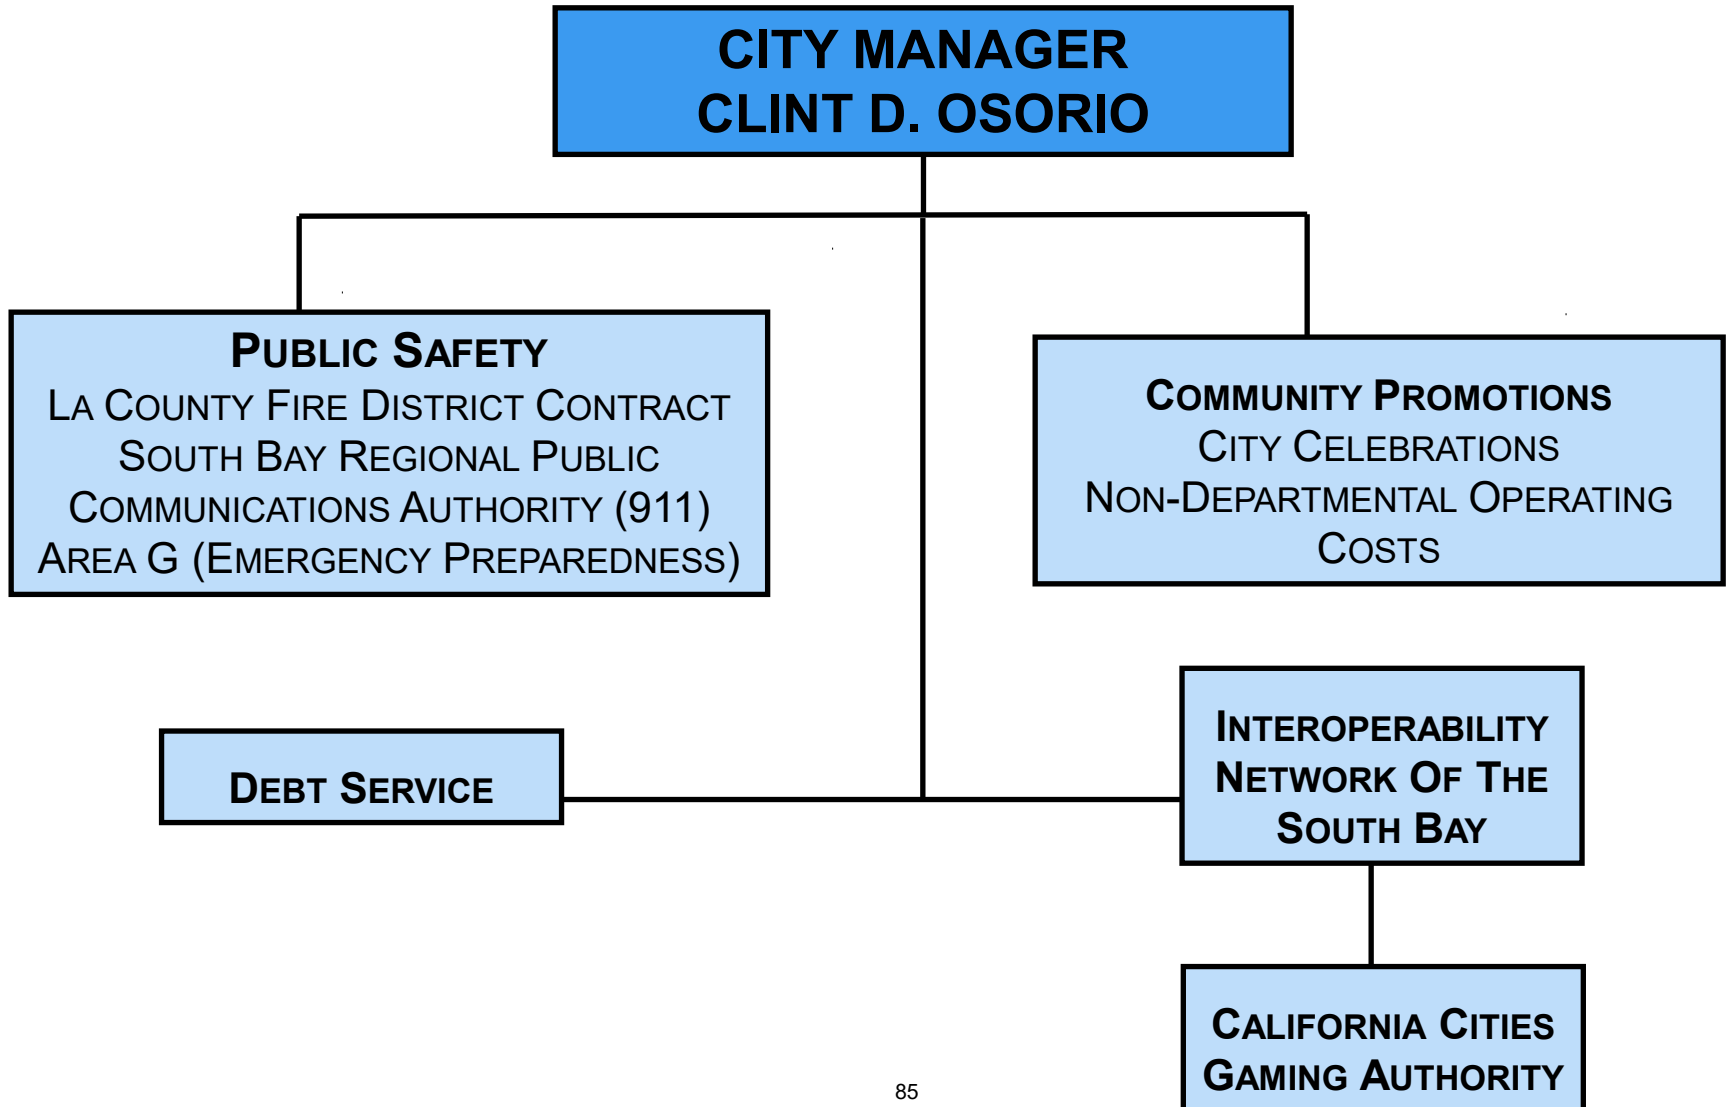 CITY MANAGER
CLINT D. OSORIO
PUBLIC SAFETY
LA COUNTY FIRE DISTRICT CONTRACT
SOUTH BAY REGIONAL PUBLIC
COMMUNICATIONS AUTHORITY (911)
AREA G (EMERGENCY PREPAREDNESS)
COMMUNITY PROMOTIONS
CITY CELEBRATIONS
NON-DEPARTMENTAL OPERATING
COSTS
DEBT SERVICE
INTEROPERABILITY
NETWORK OF THE
SOUTH BAY
CALIFORNIA CITIES
GAMING AUTHORITY
85